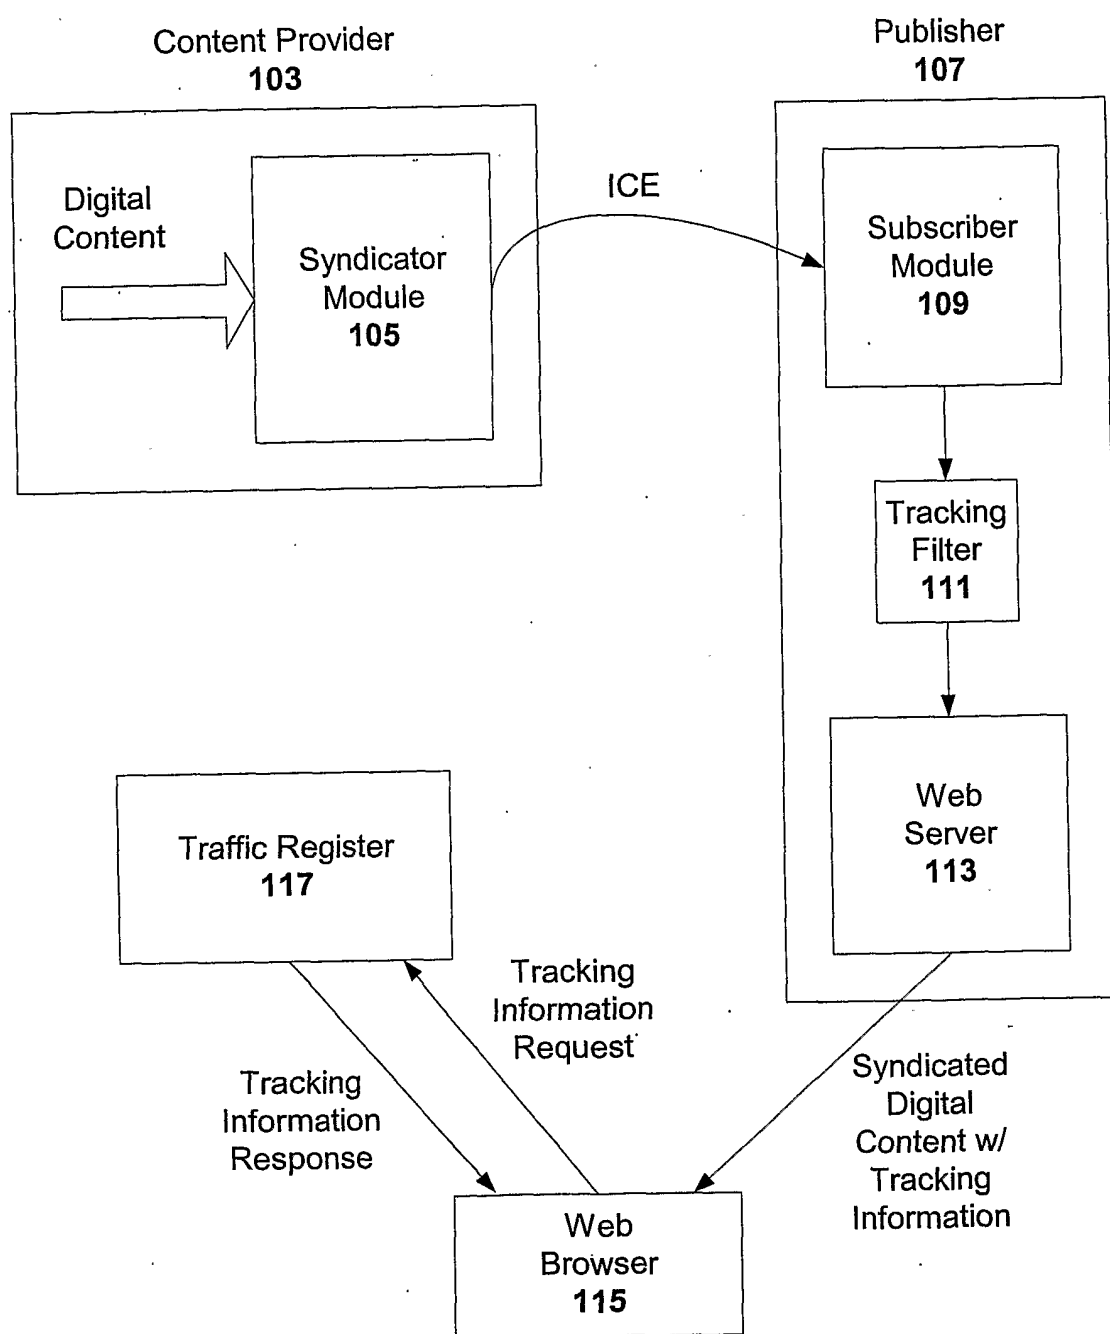 Content Provider
103
Publisher
107
Digital
Content
Syndicator
Module
105
ICE
Subscriber
Module
109
Tracking
Filter
111
Web
Server
113
Traffic Register
117
Tracking
Information
Request
Tracking
Information
Response
Syndicated
Digital
Content w/
Tracking
Information
Web
Browser
115